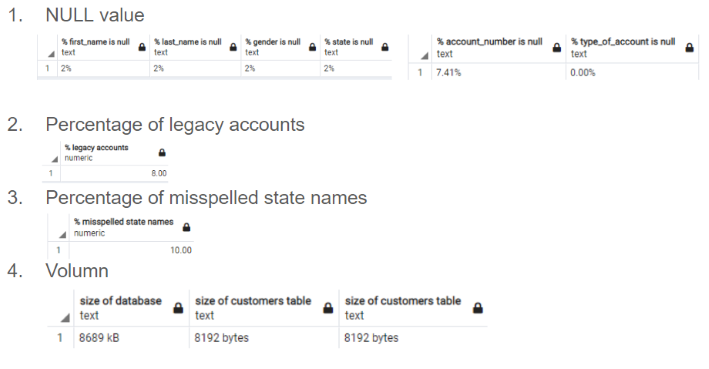 1. NULL value
% first_name is null % last_name is null % gender is null % state is null % account_number is null % type_of_account is null
text text text text text text
1 2% 2% 2% 2% 1 7.41% 0.00%
2. Percentage of legacy accounts
% legacy accounts
numeric
1 8.00
3. Percentage of misspelled state names
% misspelled state names
numeric
1 10.00
4. Volumn
size of database size of customers table size of customers table
text text text
1 8689 kB 8192 bytes 8192 bytes